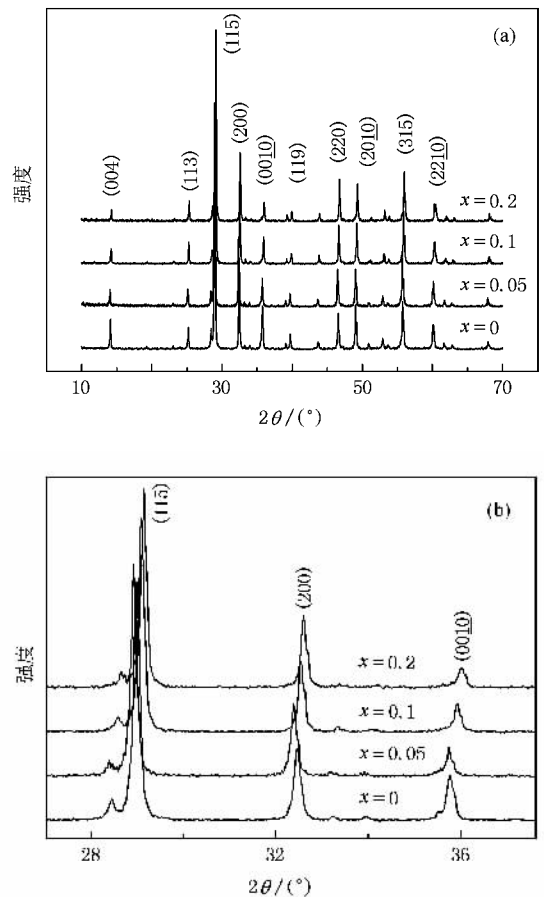 (a)
(115)
(200)
(0010)
(004)
(113)
(119)
(220)
(2010)
(315)
(2210)
x=0.2
x=0.1
x=0.05
x=0
强度
10 20 30 40 50 60 70
2θ/(°)
(b)
(115)
(200)
(0010)
x=0.2
x=0.1
x=0.05
x=0
强度
28 32 36
2θ/(°)